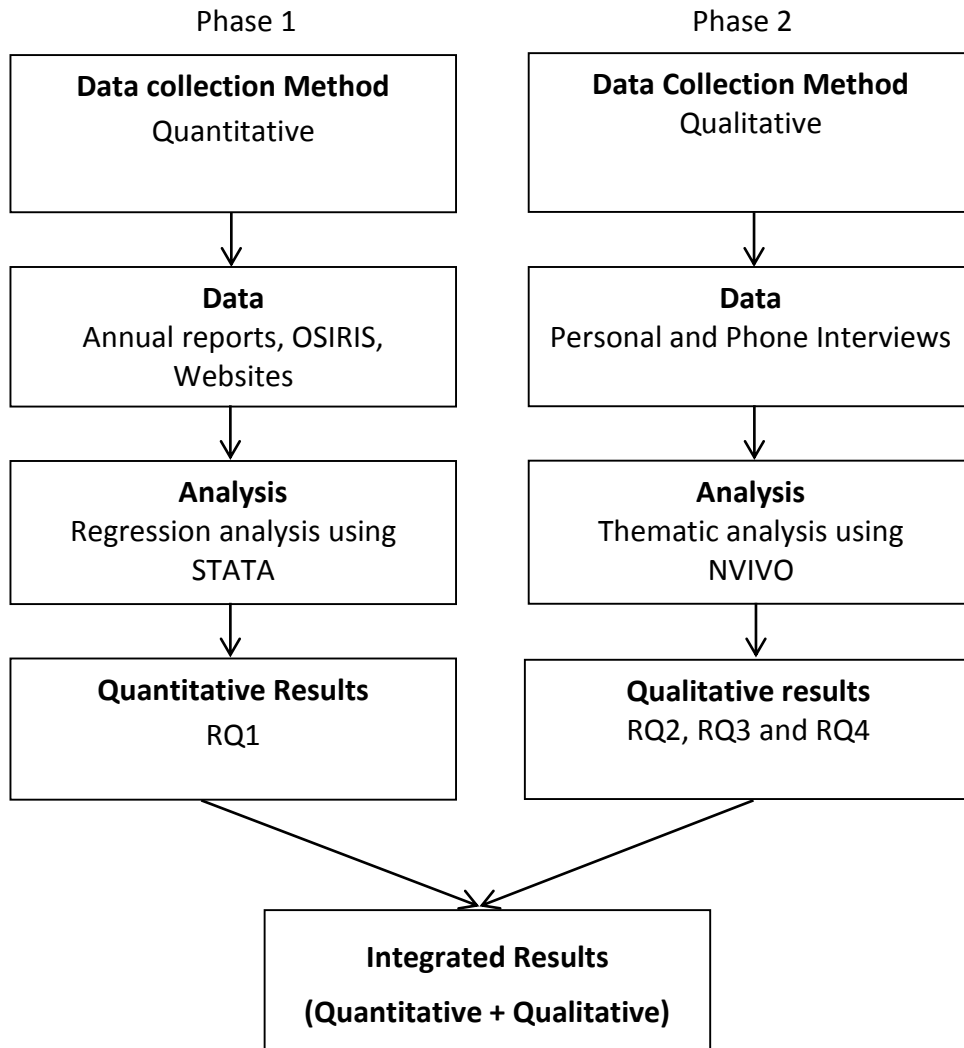 Phase 1
Data collection Method
Quantitative
Data
Annual reports, OSIRIS,
Websites
Analysis
Regression analysis using
STATA
Quantitative Results
RQ1
Phase 2
Data Collection Method
Qualitative
Data
Personal and Phone Interviews
Analysis
Thematic analysis using
NVIVO
Qualitative results
RQ2, RQ3 and RQ4
Integrated Results
(Quantitative + Qualitative)